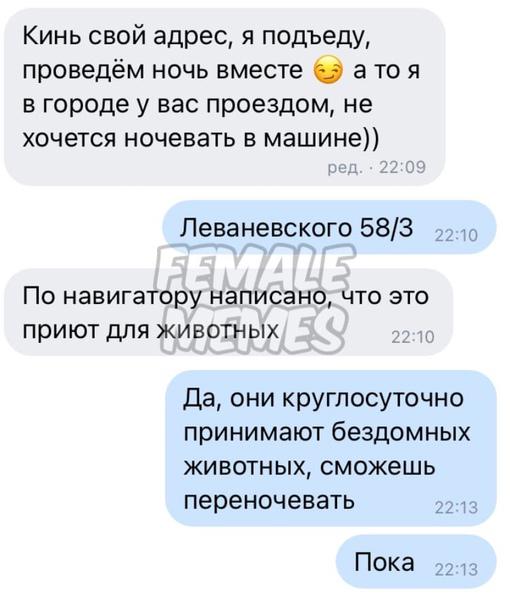 Кинь свой адрес, я подъеду,
проведём ночь вместе 😏 а то я
в городе у вас проездом, не
хочется ночевать в машине))
ред. · 22:09
Леваневского 58/3 22:10
FEMALE
MEMES
По навигатору написано, что это
приют для животных 22:10
Да, они круглосуточно
принимают бездомных
животных, сможешь
переночевать 22:13
Пока 22:13